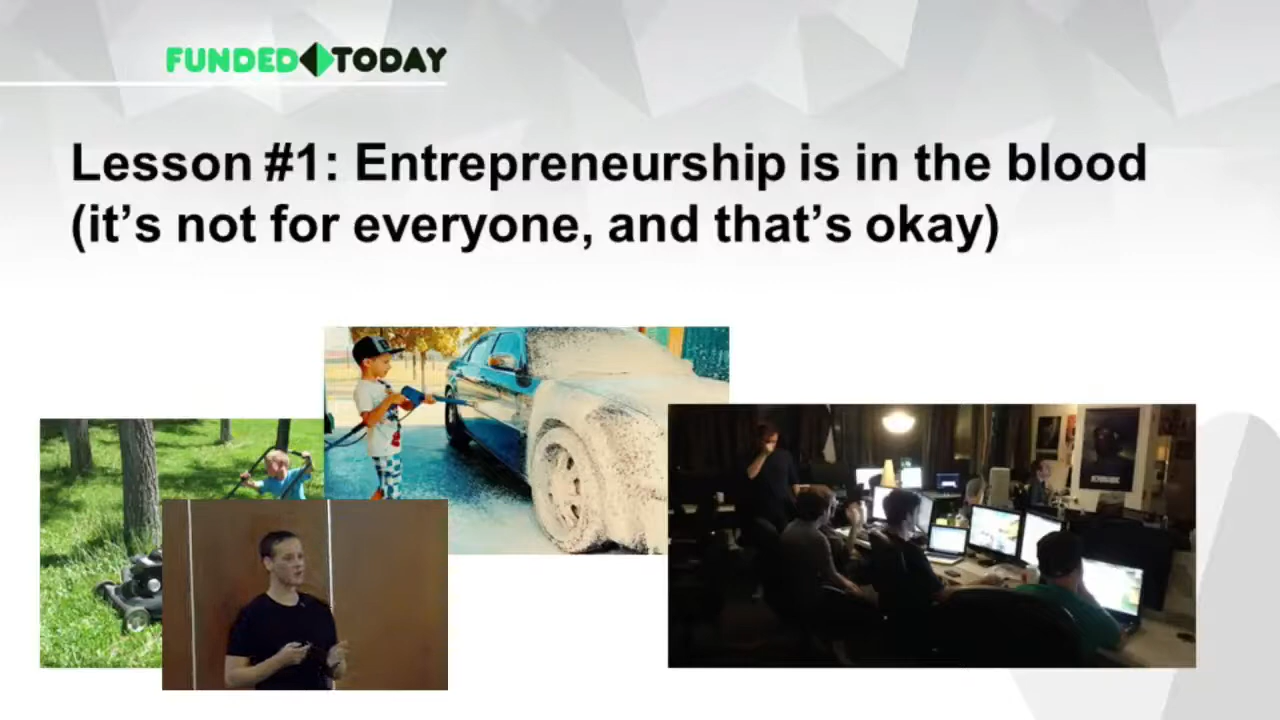 FUNDED TODAY
Lesson #1: Entrepreneurship is in the blood
(it’s not for everyone, and that’s okay)